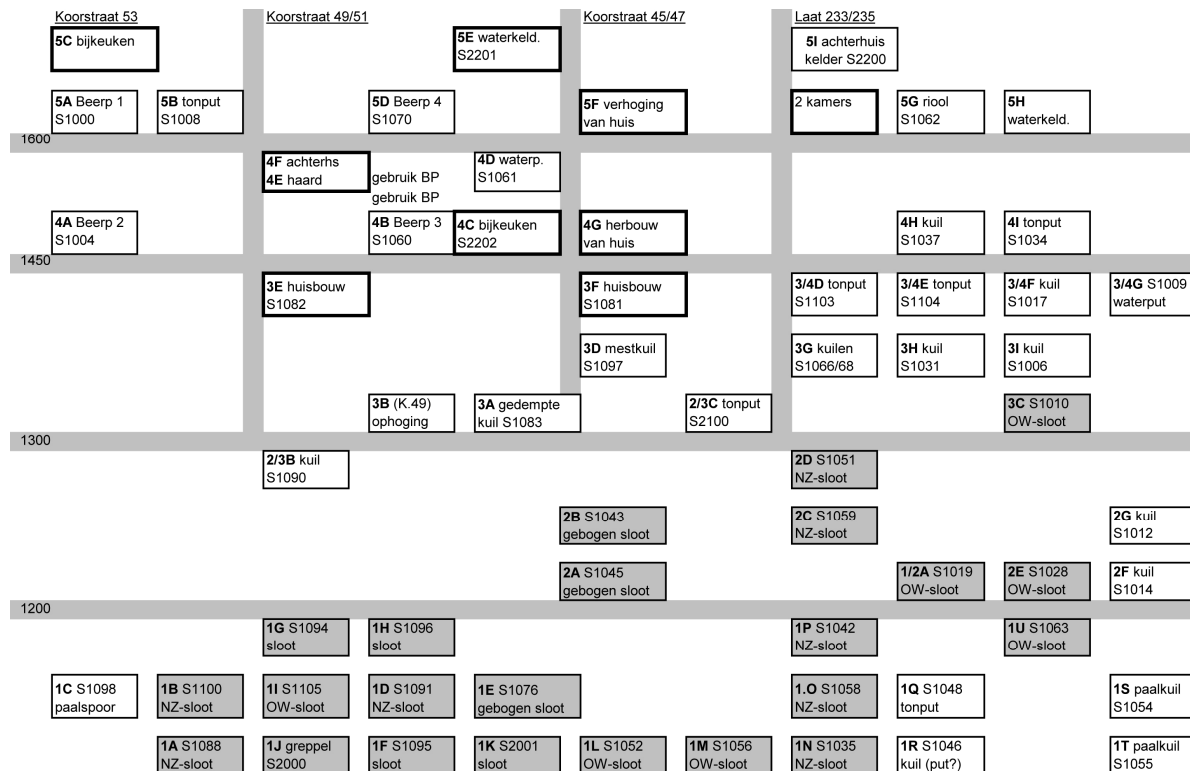 Koorstraat 53 Koorstraat 49/51 Koorstraat 45/47 Laat 233/235
5C bijkeuken 5E waterkeld. 5I achterhuis
S2201 kelder S2200
5A Beerp 1 5B tonput 5D Beerp 4 5F verhoging 2 kamers 5G riool 5H
S1000 S1008 S1070 van huis S1062 waterkeld.
1600
4F achterhs 4D waterp.
4E haard gebruik BP S1061
gebruik BP
4A Beerp 2 4B Beerp 3 4C bijkeuken 4G herbouw 4H kuil 4I tonput
S1004 S1060 S2202 van huis S1037 S1034
1450
3E huisbouw 3F huisbouw 3/4D tonput 3/4E tonput 3/4F kuil 3/4G S1009
S1082 S1081 S1103 S1104 S1017 waterput
3D mestkuil 3G kuilen 3H kuil 3I kuil
S1097 S1066/68 S1031 S1006
3B (K.49) 3A gedempte 2/3C tonput 3C S1010
ophoging kuil S1083 S2100 OW-sloot
1300
2/3B kuil 2D S1051
S1090 NZ-sloot
2B S1043 2C S1059 2G kuil
gebogen sloot NZ-sloot S1012
2A S1045 1/2A S1019 2E S1028 2F kuil
gebogen sloot OW-sloot OW-sloot S1014
1200
1G S1094 1H S1096 1P S1042 1U S1063
sloot sloot NZ-sloot OW-sloot
1C S1098 1B S1100 1I S1105 1D S1091 1E S1076 1.O S1058 1Q S1048 1S paalkuil
paalspoor NZ-sloot OW-sloot NZ-sloot gebogen sloot NZ-sloot tonput S1054
1A S1088 1J greppel 1F S1095 1K S2001 1L S1052 1M S1056 1N S1035 1R S1046 1T paalkuil
NZ-sloot S2000 sloot sloot OW-sloot OW-sloot NZ-sloot kuil (put?) S1055